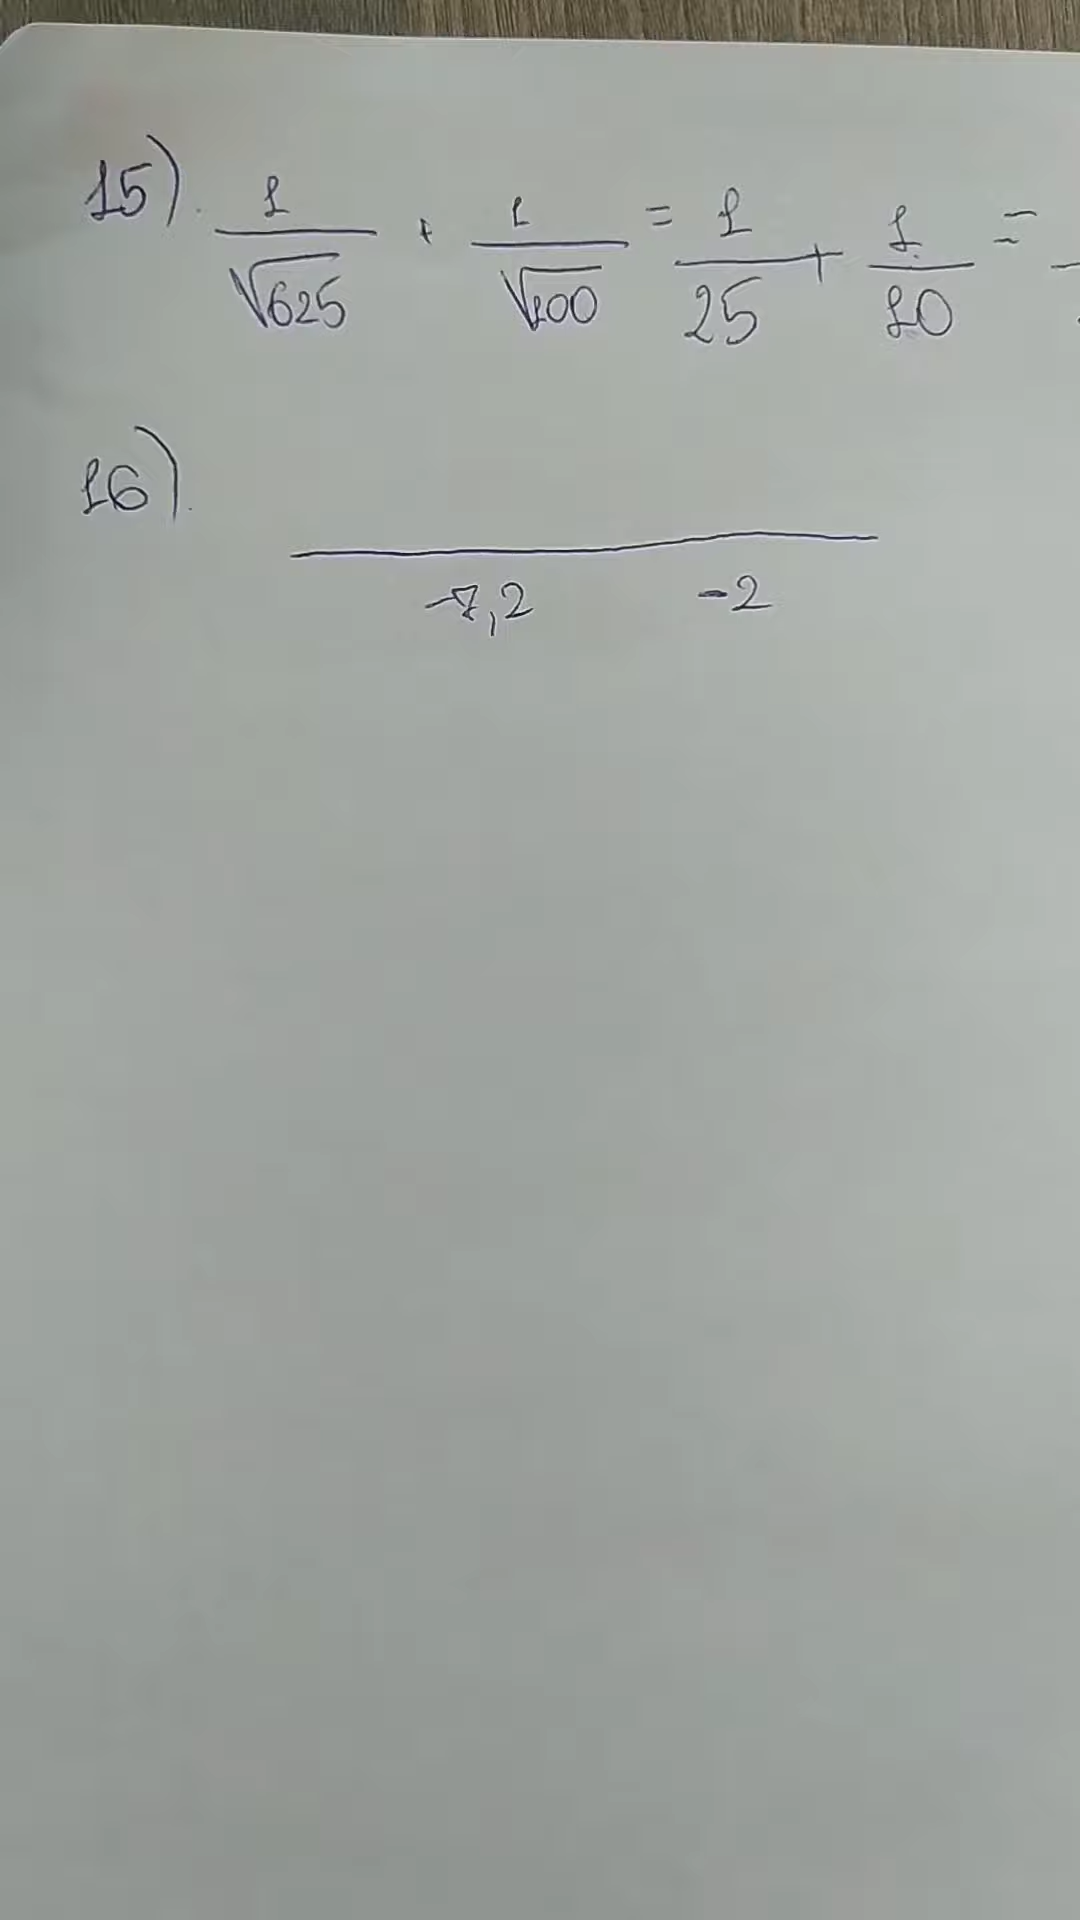 15). 1/√625 + 1/√100 = 1/25 + 1/10 =
16).
-7,2 -2